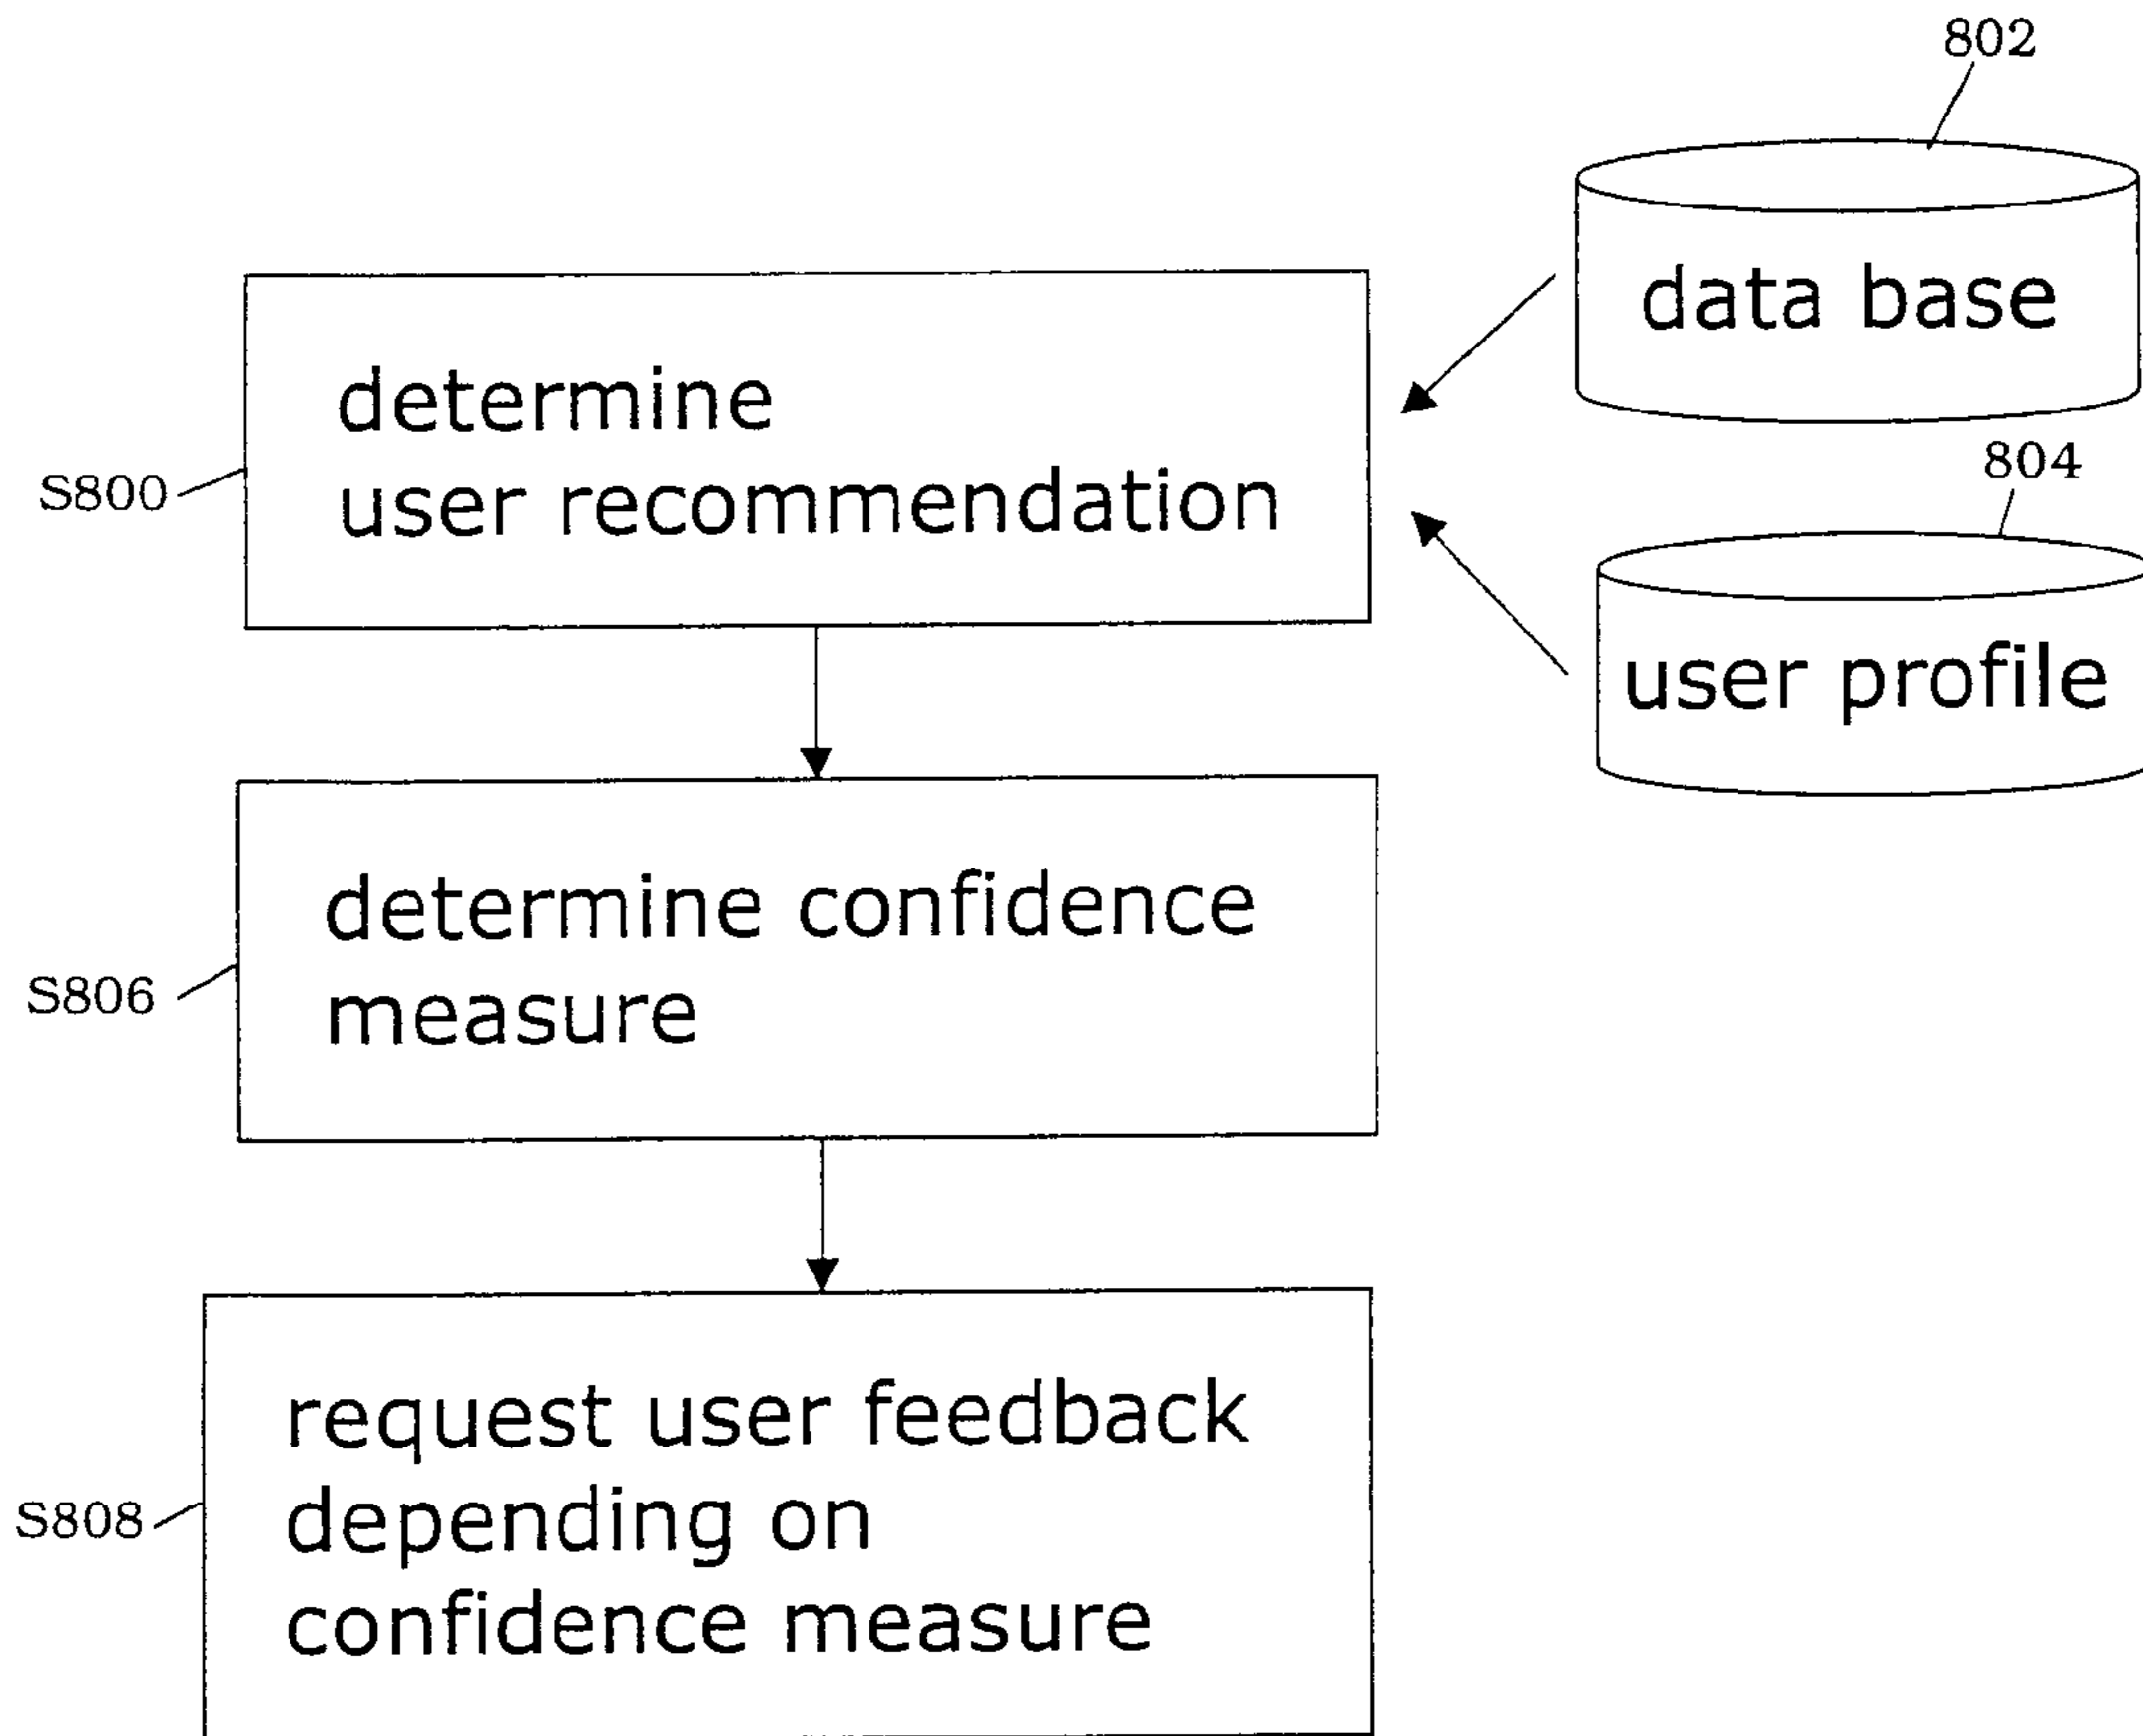 802
data base
determine
user recommendation
S800
804
user profile
determine confidence
measure
S806
request user feedback
depending on
confidence measure
S808